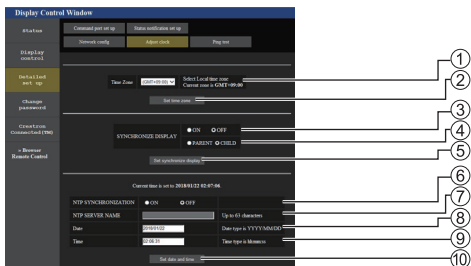 Display Control Window
Status
Display
control
Detailed
set up
Change
password
Crestron
Connected(TM)
« Browser
Remote Control
Command port set up
Status notification set up
Network config
Adjust clock
Ping test
Time Zone
(GMT+09:00)
Select Local time zone
Current zone is GMT+09:00
Set time zone
SYNCHRONIZE DISPLAY
ON OFF
PARENT CHILD
Set synchronize display
Current time is set to 2018/01/22 02:07:06
NTP SYNCHRONIZATION
ON OFF
NTP SERVER NAME
Up to 63 characters
Date
2018/01/22
Date type is YYYY/MM/DD
Time
02:08:31
Time type is hh:mm:ss
Set date and time
1
2
3
4
5
6
7
8
9
10